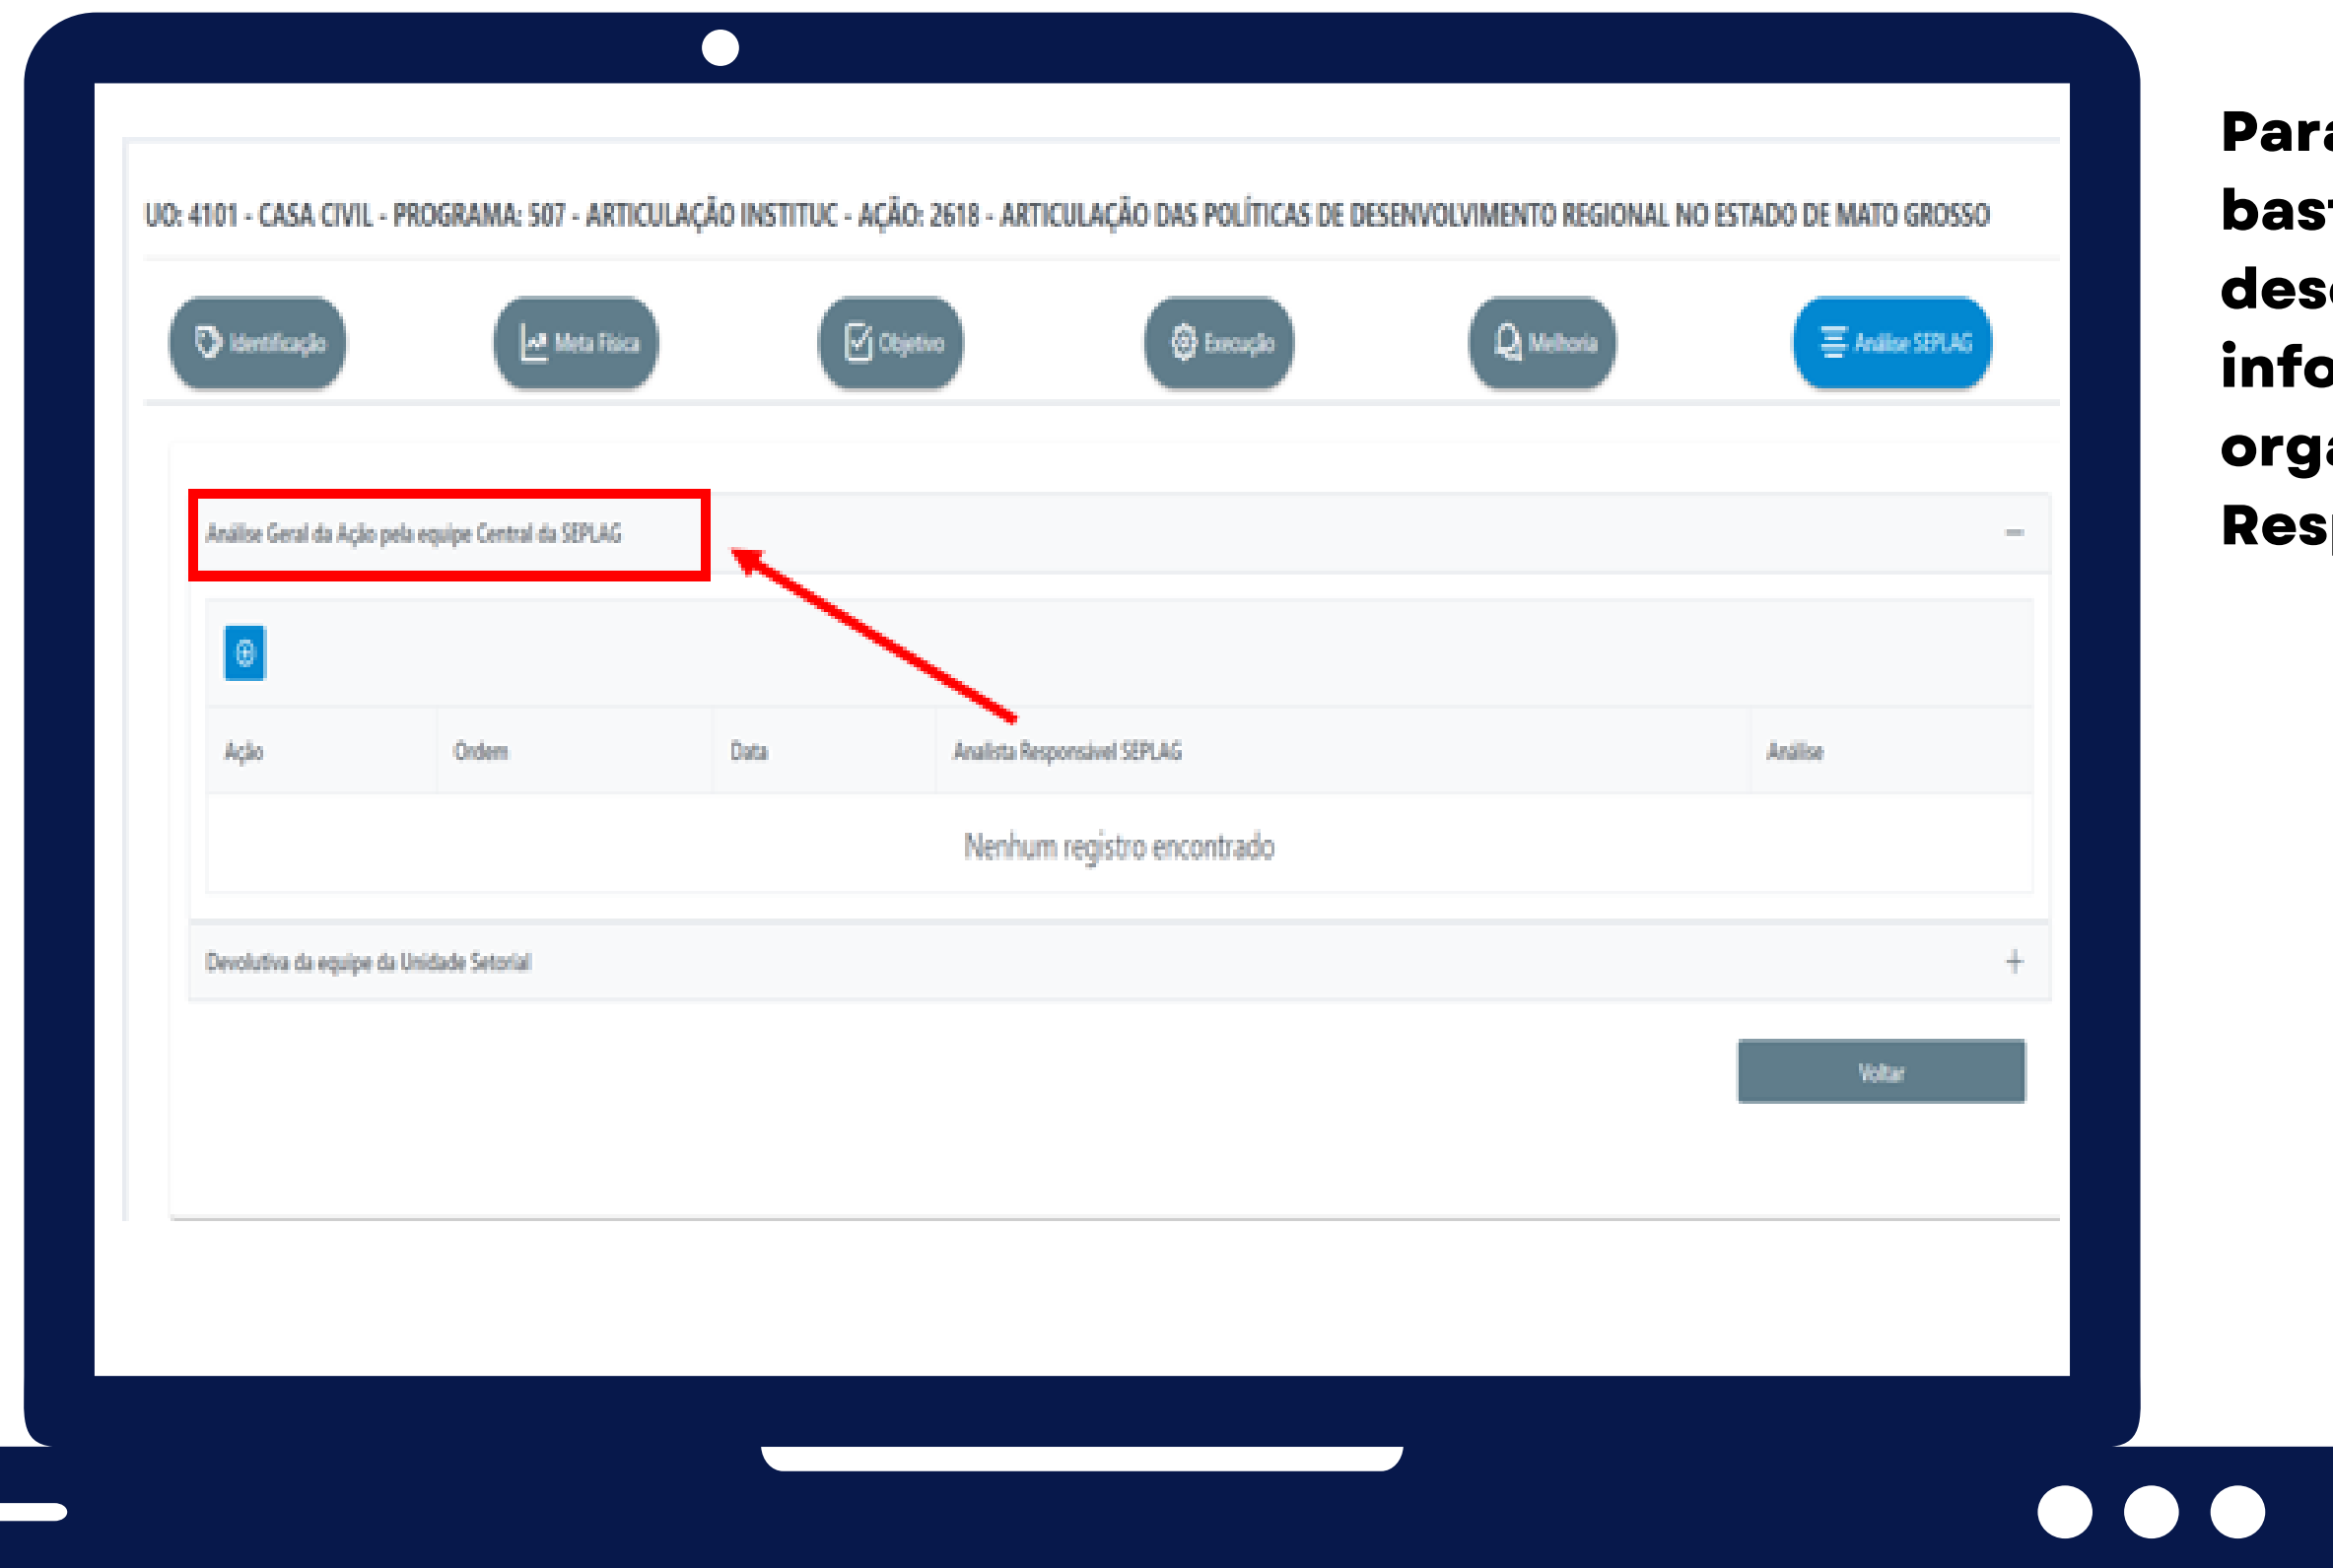 UO: 4101 - CASA CIVIL - PROGRAMA: 507 - ARTICULAÇÃO INSTITUC - AÇÃO: 2618 - ARTICULAÇÃO DAS POLÍTICAS DE DESENVOLVIMENTO REGIONAL NO ESTADO DE MATO GROSSO
Identificação Meta Física Objetivo Execução Melhoria Análise SEPLAG
Análise Geral da Ação pela equipe Central da SEPLAG
Ação Ordem Data Analista Responsável SEPLAG Análise
Nenhum registro encontrado
Devolutiva da equipe da Unidade Setorial
Voltar
Para